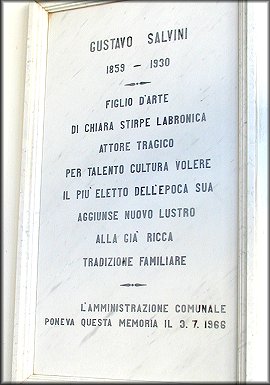 GUSTAVO SALVINI
1859 – 1930
FIGLIO D'ARTE
DI CHIARA STIRPE LABRONICA
ATTORE TRAGICO
PER TALENTO CULTURA VOLERE
IL PIU' ELETTO DELL'EPOCA SUA
AGGIUNSE NUOVO LUSTRO
ALLA GIÀ RICCA
TRADIZIONE FAMILIARE
L'AMMINISTRAZIONE COMUNALE
PONEVA QUESTA MEMORIA IL 3.7.1966